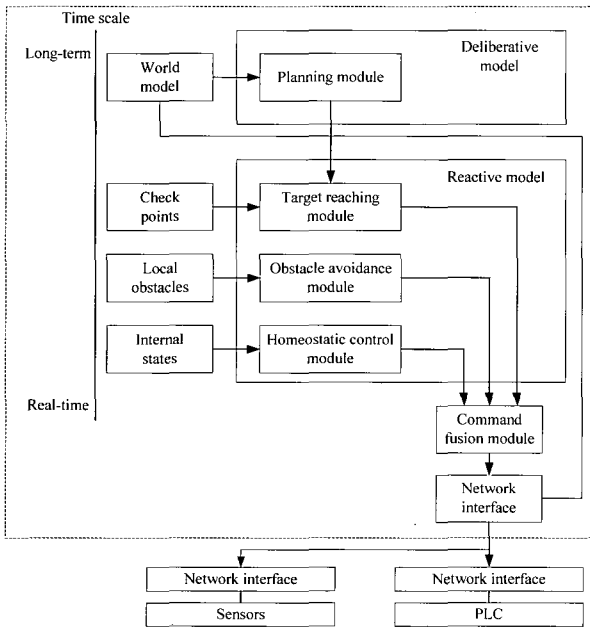 Time scale
Long-term
World
model
Planning module
Deliberative
model
Reactive model
Check
points
Target reaching
module
Local
obstacles
Obstacle avoidance
module
Internal
states
Homeostatic control
module
Real-time
Command
fusion module
Network
interface
Network interface
Network interface
Sensors
PLC